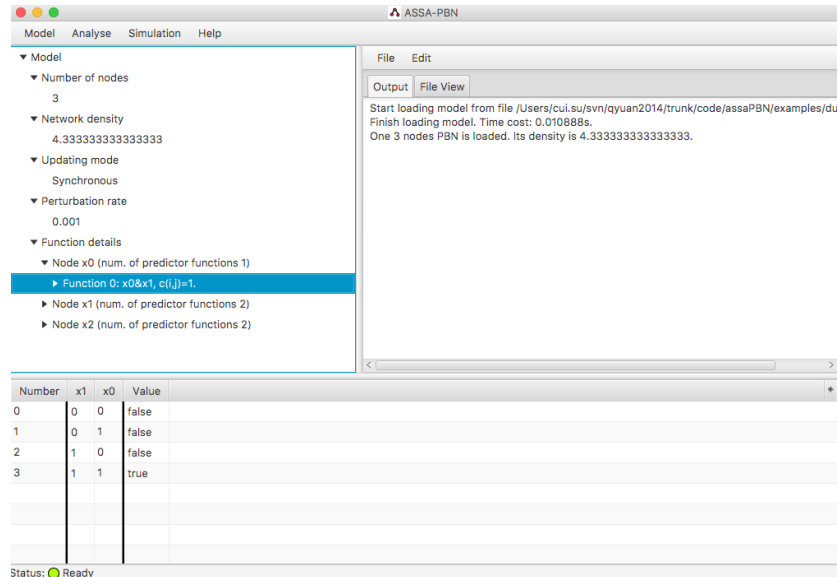 ASSA-PBN
Model Analyse Simulation Help
Model
Number of nodes
3
Network density
4.333333333333333
Updating mode
Synchronous
Perturbation rate
0.001
Function details
Node x0 (num. of predictor functions 1)
Function 0: x0&x1, c(i,j)=1.
Node x1 (num. of predictor functions 2)
Node x2 (num. of predictor functions 2)
File Edit
Output File View
Start loading model from file /Users/cui.su/svn/qyuan2014/trunk/code/assaPBN/examples/du
Finish loading model. Time cost: 0.010888s.
One 3 nodes PBN is loaded. Its density is 4.333333333333333.
Number x1 x0 Value +
0 0 0 false
1 0 1 false
2 1 0 false
3 1 1 true
Status: Ready